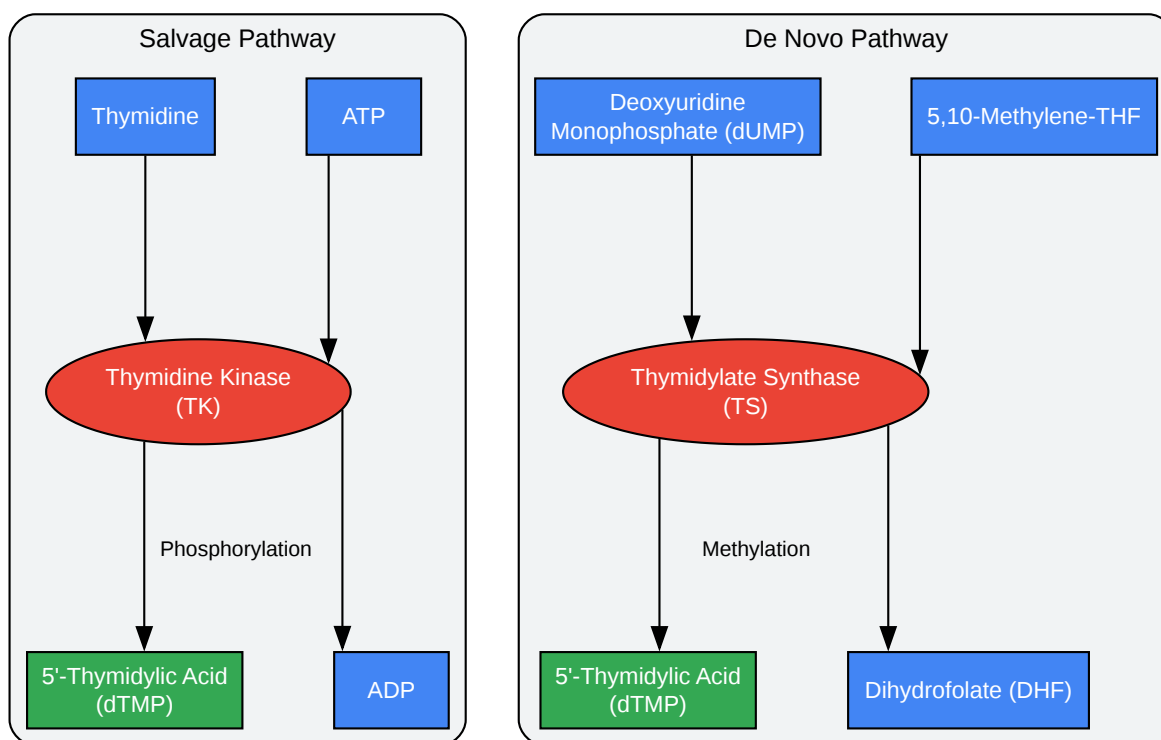 Salvage Pathway
Thymidine
ATP
Thymidine Kinase
(TK)
Phosphorylation
5'-Thymidylic Acid
(dTMP)
ADP
De Novo Pathway
Deoxyuridine
Monophosphate (dUMP)
5,10-Methylene-THF
Thymidylate Synthase
(TS)
Methylation
5'-Thymidylic Acid
(dTMP)
Dihydrofolate (DHF)